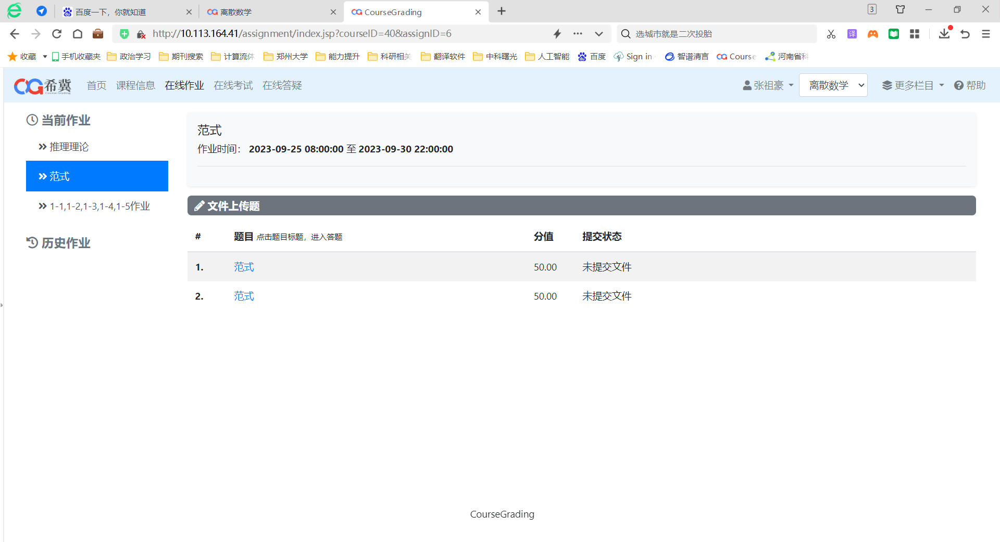 百度一下，你就知道
离散数学
CourseGrading
3
http://10.113.164.41/assignment/index.jsp?courseID=40&assignID=6
选城市就是二次投胎
译
收藏 手机收藏夹 政治学习 期刊搜索 计算流体 郑州大学 能力提升 科研相关 翻译软件 中科曙光 人工智能 百度 Sign in 智谱清言 Course 河南省科
CG希冀 Course Grading 首页 课程信息 在线作业 在线考试 在线答疑 张祖豪 离散数学 更多栏目 帮助
当前作业
推理理论
范式
1-1,1-2,1-3,1-4,1-5作业
历史作业
范式
作业时间： 2023-09-25 08:00:00 至 2023-09-30 22:00:00
文件上传题
# 题目 点击题目标题，进入答题 分值 提交状态
1. 范式 50.00 未提交文件
2. 范式 50.00 未提交文件
CourseGrading